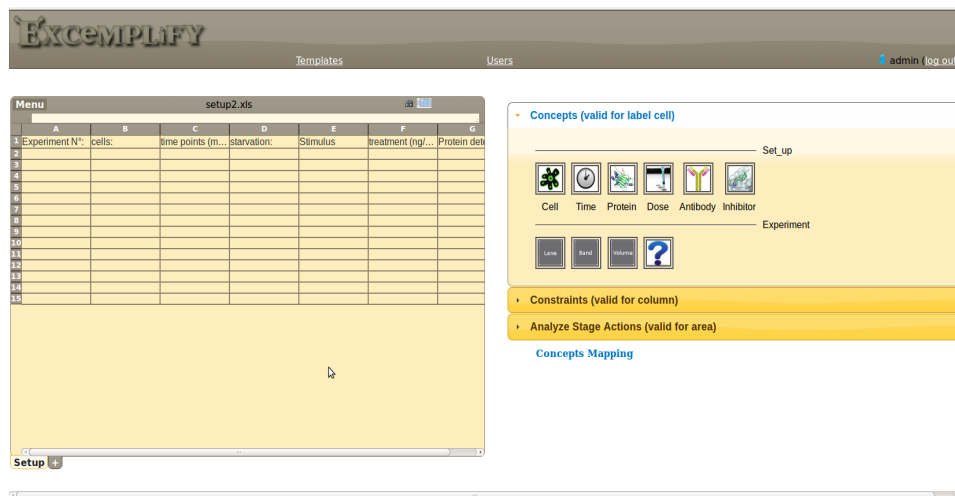 EXCEMPLIFY
Templates
Users
admin (log out
Menu
setup2.xls
A B C D E F G
1 Experiment N°: cells: time points (m... starvation: Stimulus treatment (ng/... Protein dete
2
3
4
5
6
7
8
9
10
11
12
13
14
15
Setup +
Concepts (valid for label cell)
Set_up
Cell Time Protein Dose Antibody Inhibitor
Experiment
Lane Band Volume ?
Constraints (valid for column)
Analyze Stage Actions (valid for area)
Concepts Mapping